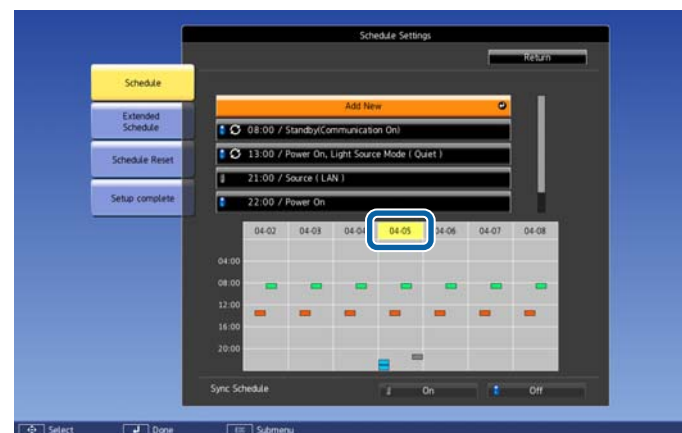 Schedule Settings
Return
Schedule
Extended
Schedule
Schedule Reset
Setup complete
Add New
08:00 / Standby(Communication On)
13:00 / Power On, Light Source Mode ( Quiet )
21:00 / Source ( LAN )
22:00 / Power On
04-02 04-03 04-04 04-05 04-06 04-07 04-08
04:00
08:00
12:00
16:00
20:00
Sync Schedule On Off
Select Done Submenu